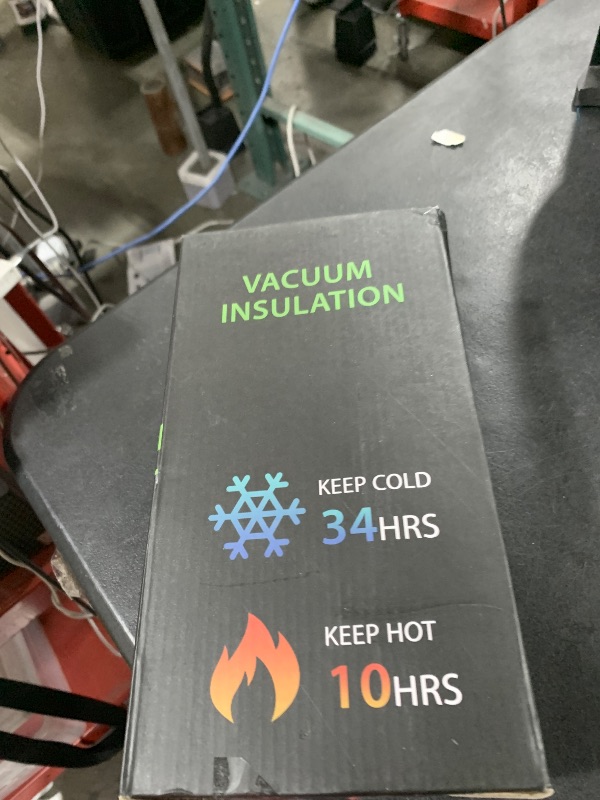 VACUUM
INSULATION
KEEP COLD
34HRS
KEEP HOT
10HRS